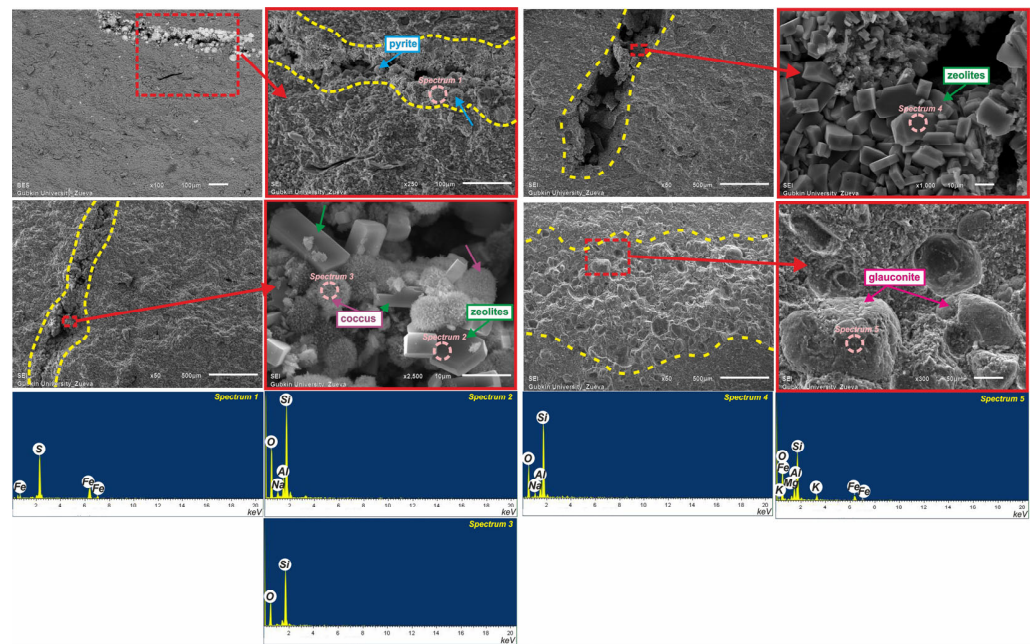 SEI
x100 100µm
Gubkin University, Zueva
pyrite
Spectrum 1
SEI x250 100µm
Gubkin University, Zueva
SEI x50 500µm
Gubkin University, Zueva
zeolites
Spectrum 4
SEI x1,000 10µm
Gubkin University, Zueva
SEI x50 500µm
Gubkin University, Zueva
Spectrum 3
coccus
zeolites
Spectrum 2
SEI x2,500 10µm
Gubkin University, Zueva
SEI x50 500µm
Gubkin University, Zueva
glauconite
Spectrum 5
SEI x300 50µm
Gubkin University, Zueva
Spectrum 1
S
Fe Fe Fe
2 4 6 8 10 12 14 16 18 20
keV
Spectrum 2
Si
O
Al
Na
2 4 6 8 10 12 14 16 18 20
keV
Spectrum 4
Si
O
Al
Na
2 4 6 8 10 12 14 16 18 20
keV
Spectrum 5
Si
O
Fe Al
Mg
K K Fe Fe
2 4 6 8 10 12 14 16 18 20
keV
Spectrum 3
Si
O
2 4 6 8 10 12 14 16 18 20
keV